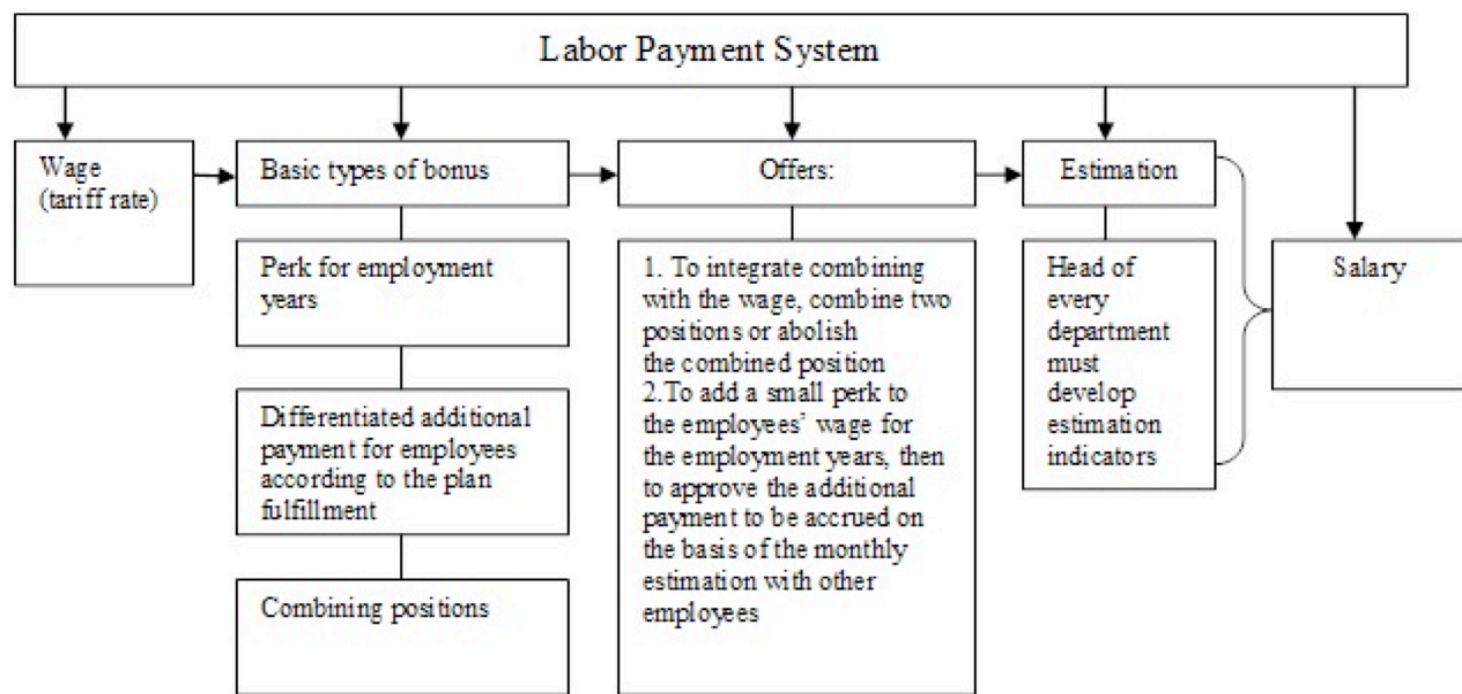 Labor Payment System
Wage
(tariff rate)
Basic types of bonus
Offers:
Estimation
Perk for employment
years
Differentiated additional
payment for employees
according to the plan
fulfillment
Combining positions
1. To integrate combining
with the wage, combine two
positions or abolish
the combined position
2.To add a small perk to
the employees’ wage for
the employment years, then
to approve the additional
payment to be accrued on
the basis of the monthly
estimation with other
employees
Head of
every
department
must
develop
estimation
indicators
Salary